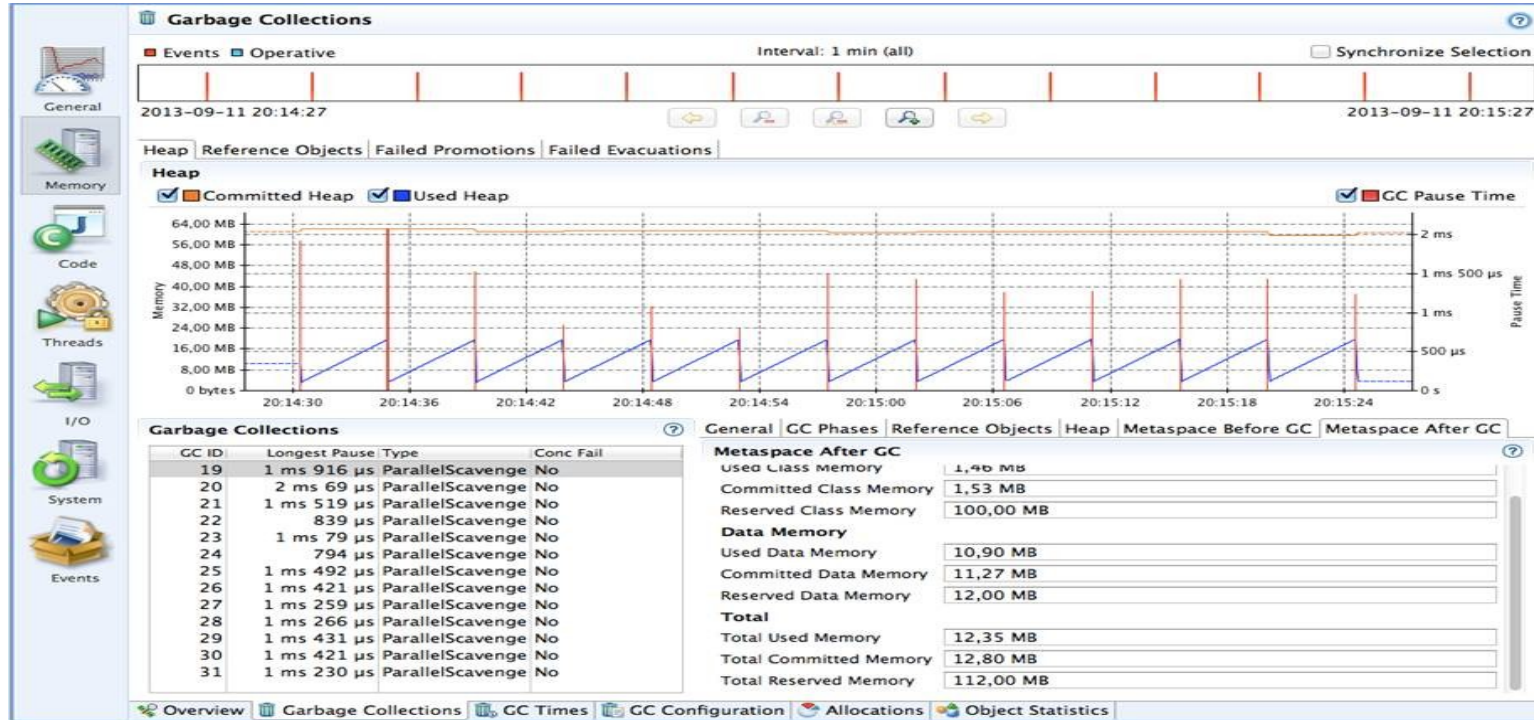 Garbage Collections
Events Operative Interval: 1 min (all) Synchronize Selection
2013-09-11 20:14:27 2013-09-11 20:15:27
General
Memory
Code
Threads
I/O
System
Events
Heap Reference Objects Failed Promotions Failed Evacuations
Heap
Committed Heap Used Heap GC Pause Time
64,00 MB
56,00 MB
48,00 MB
40,00 MB
32,00 MB
24,00 MB
16,00 MB
8,00 MB
0 bytes
Memory
2 ms
1 ms 500 µs
1 ms
500 µs
0 s
Pause Time
20:14:30 20:14:36 20:14:42 20:14:48 20:14:54 20:15:00 20:15:06 20:15:12 20:15:18 20:15:24
Garbage Collections
GC ID Longest Pause Type Conc Fail
19 1 ms 916 µs ParallelScavenge No
20 2 ms 69 µs ParallelScavenge No
21 1 ms 519 µs ParallelScavenge No
22 839 µs ParallelScavenge No
23 1 ms 79 µs ParallelScavenge No
24 794 µs ParallelScavenge No
25 1 ms 492 µs ParallelScavenge No
26 1 ms 421 µs ParallelScavenge No
27 1 ms 259 µs ParallelScavenge No
28 1 ms 266 µs ParallelScavenge No
29 1 ms 431 µs ParallelScavenge No
30 1 ms 421 µs ParallelScavenge No
31 1 ms 230 µs ParallelScavenge No
General GC Phases Reference Objects Heap Metaspace Before GC Metaspace After GC
Metaspace After GC
Used Class Memory 1,46 MB
Committed Class Memory 1,53 MB
Reserved Class Memory 100,00 MB
Data Memory
Used Data Memory 10,90 MB
Committed Data Memory 11,27 MB
Reserved Data Memory 12,00 MB
Total
Total Used Memory 12,35 MB
Total Committed Memory 12,80 MB
Total Reserved Memory 112,00 MB
Overview Garbage Collections GC Times GC Configuration Allocations Object Statistics